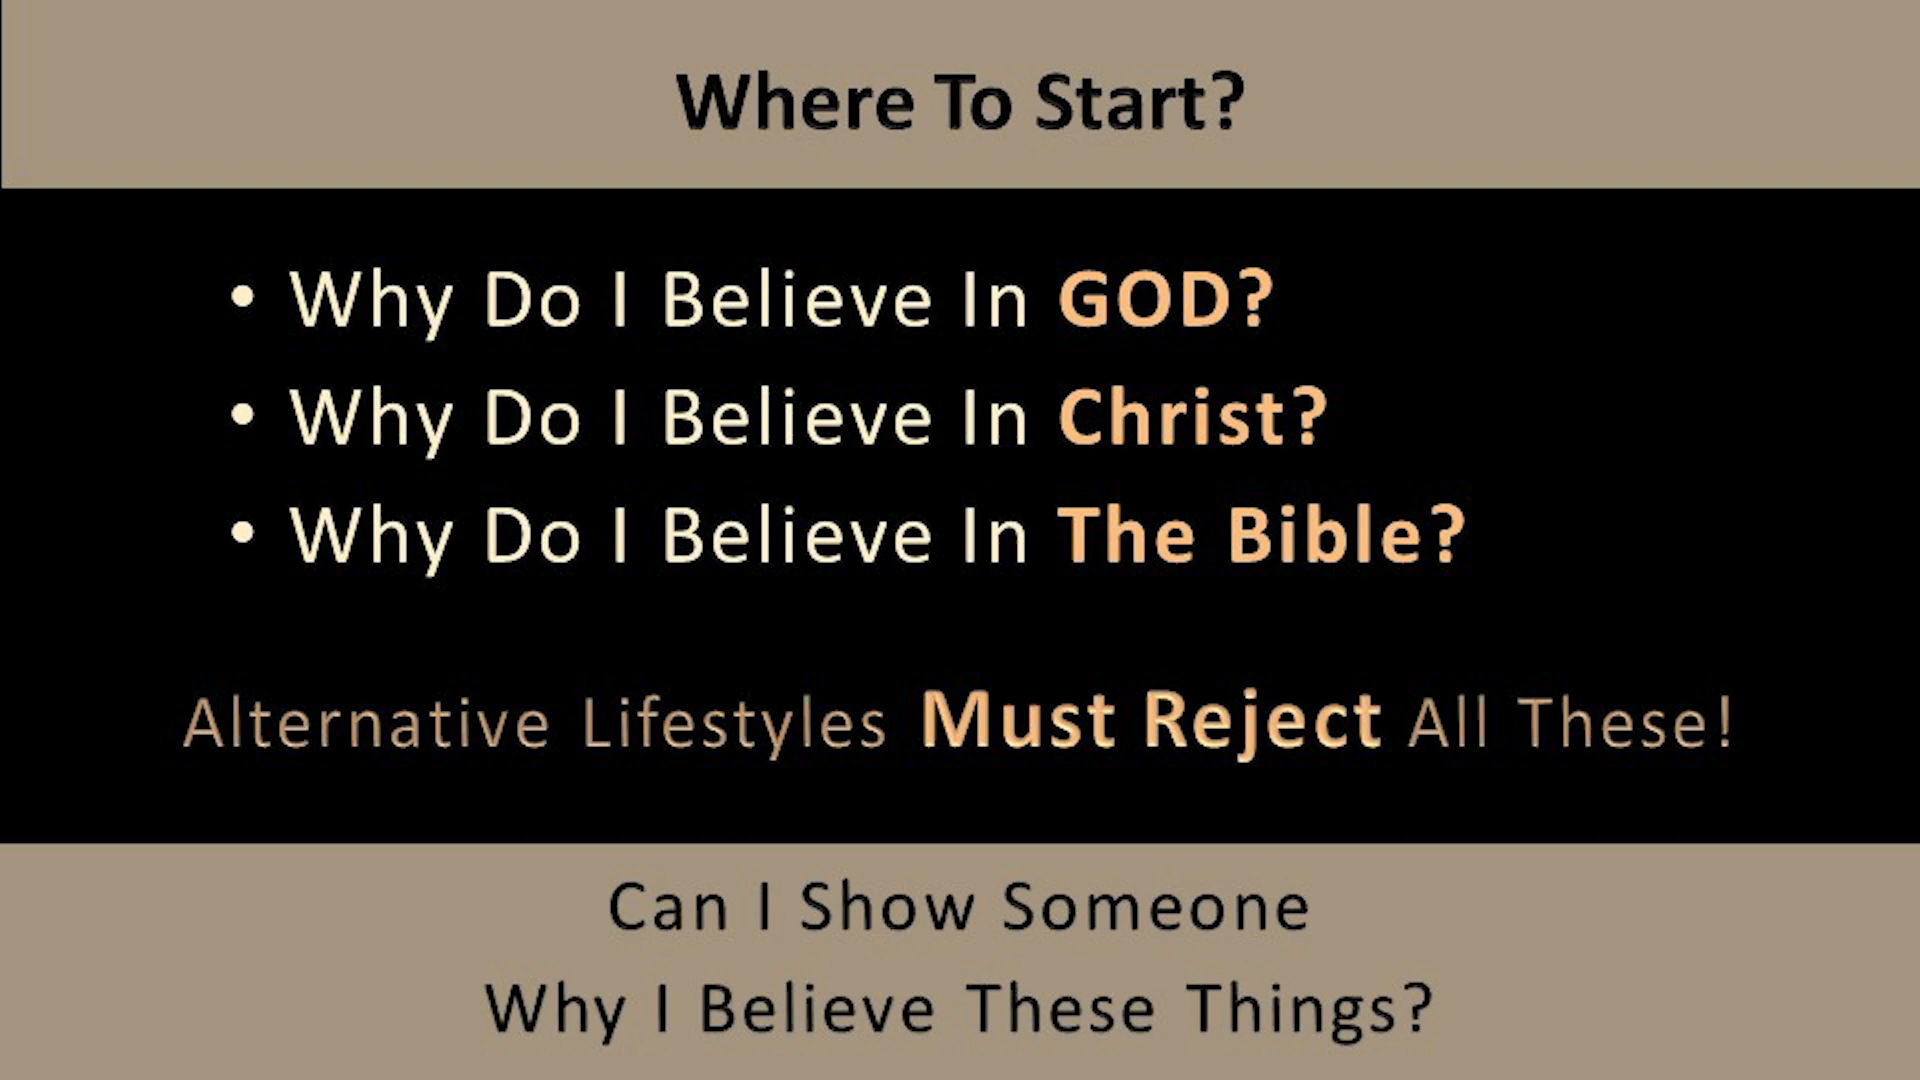 Where To Start?
• Why Do I Believe In GOD?
• Why Do I Believe In Christ?
• Why Do I Believe In The Bible?
Alternative Lifestyles Must Reject All These!
Can I Show Someone
Why I Believe These Things?